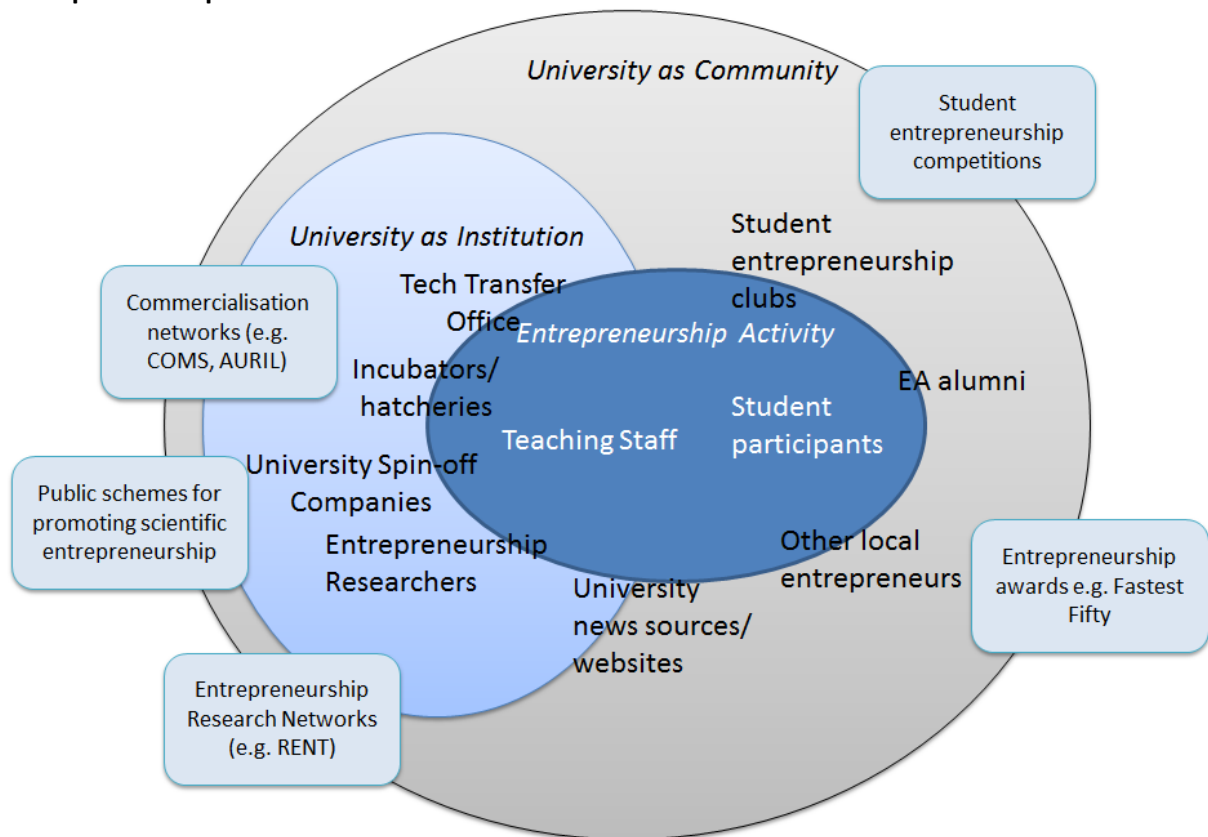 University as Community
Student
entrepreneurship
competitions
Student
entrepreneurship
clubs
University as Institution
Tech Transfer
Office
Commercialisation
networks (e.g.
COMS, AURIL)
Entrepreneurship Activity
Incubators/
hatcheries
EA alumni
Student
participants
Teaching Staff
University Spin-off
Companies
Public schemes for
promoting scientific
entrepreneurship
Entrepreneurship
Researchers
Other local
entrepreneurs
Entrepreneurship
awards e.g. Fastest
Fifty
University
news sources/
websites
Entrepreneurship
Research Networks
(e.g. RENT)